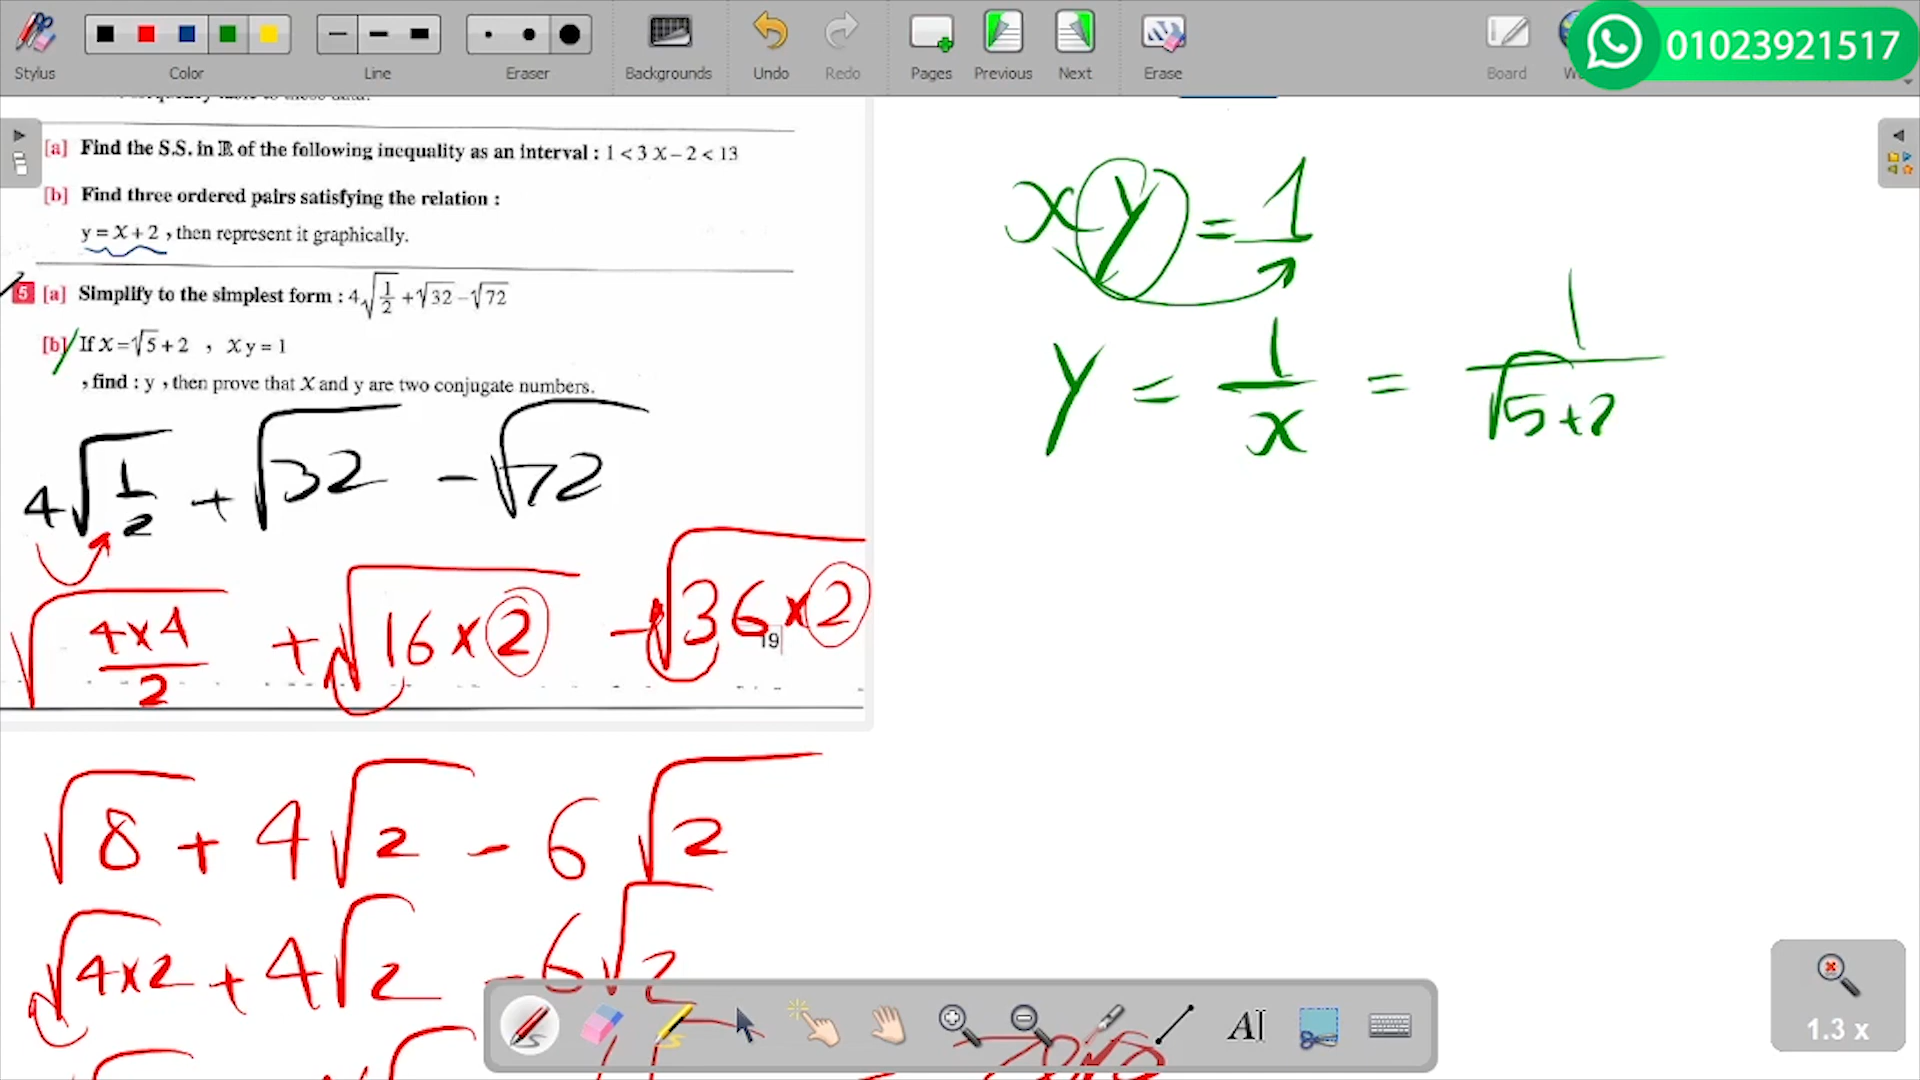 Stylus
Color
Line
Eraser
Backgrounds
Undo
Redo
Pages
Previous
Next
Erase
Board
01023921517
[a] Find the S.S. in ℝ of the following inequality as an interval : 1 < 3 X – 2 < 13
[b] Find three ordered pairs satisfying the relation :
y = X + 2 , then represent it graphically.
5 [a] Simplify to the simplest form : 4√(1/2) + √32 – √72
[b] If X = √5 + 2 , X y = 1
, find : y , then prove that X and y are two conjugate numbers.
4√(1/2) + √32 - √72
√((4×4)/2) + √(16×2) - √(36×2)
19
√8 + 4√2 - 6√2
√(4×2) + 4√2 - 6√2
xy = 1
y = 1/x = 1/(√5+2)
1.3 x